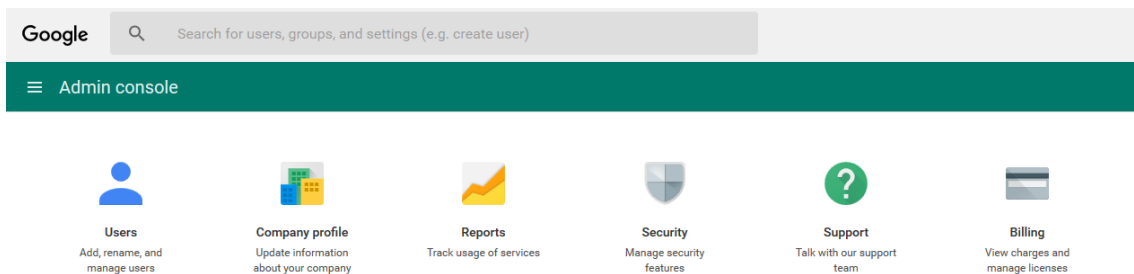 Google
Search for users, groups, and settings (e.g. create user)
Admin console
Users
Add, rename, and
manage users
Company profile
Update information
about your company
Reports
Track usage of services
Security
Manage security
features
Support
Talk with our support
team
Billing
View charges and
manage licenses